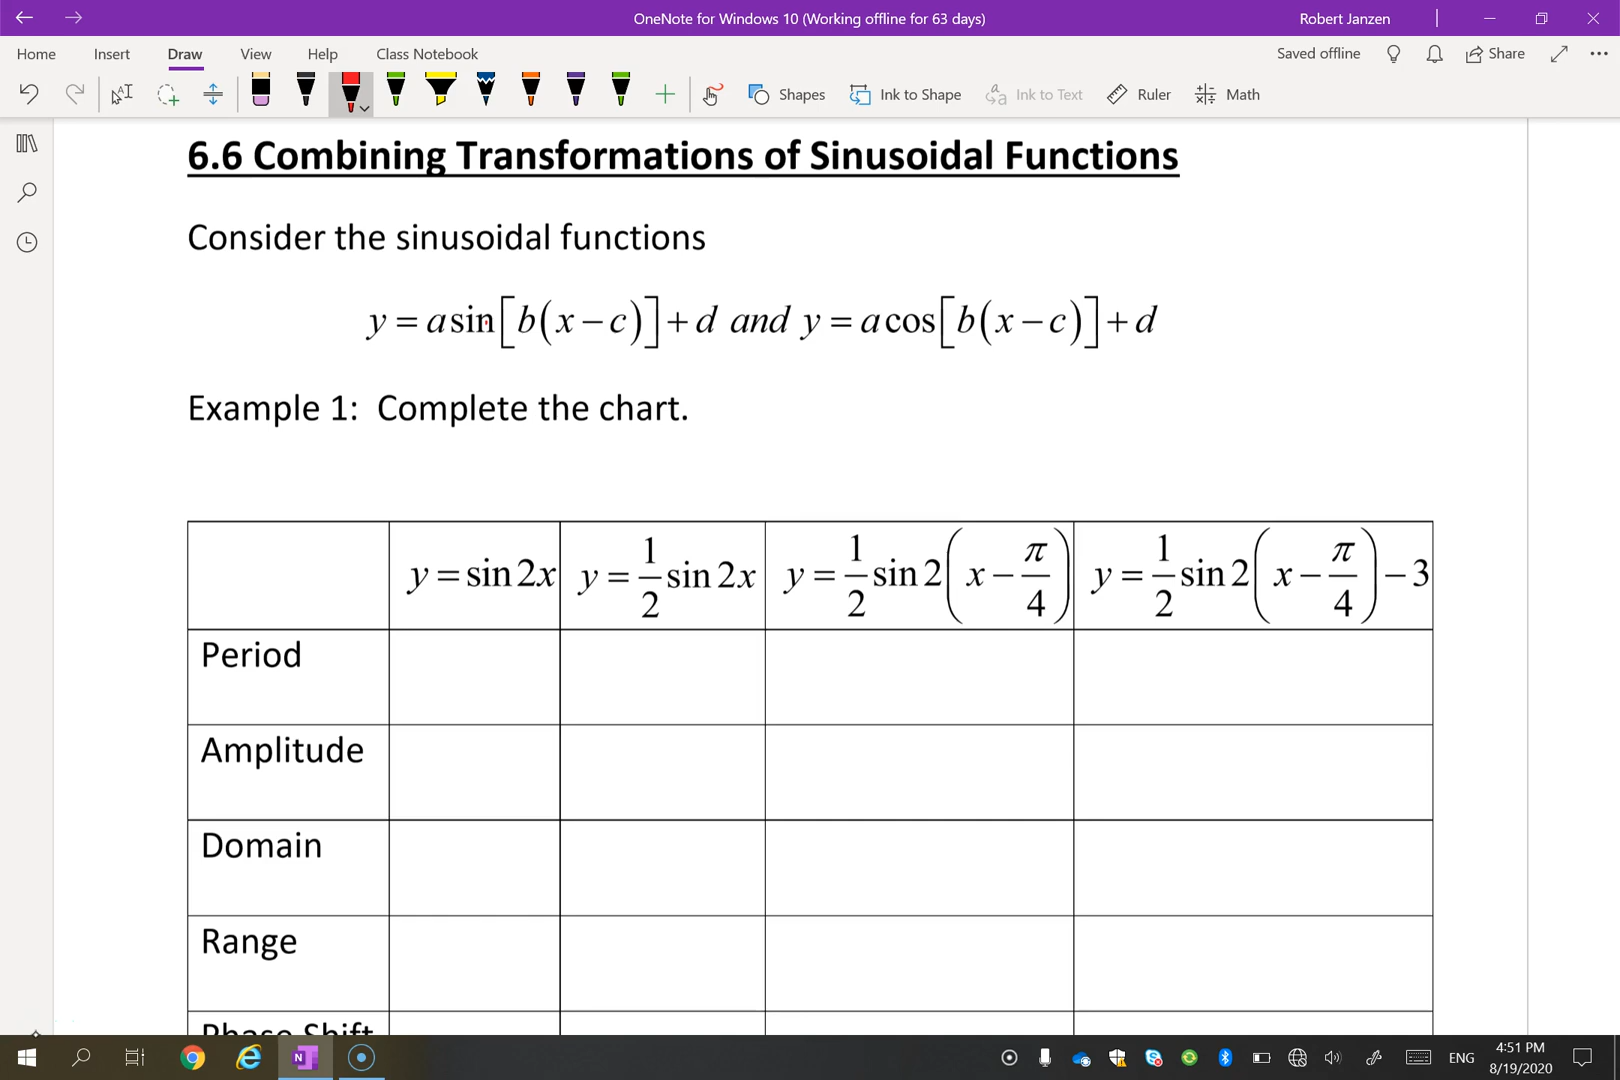 OneNote for Windows 10 (Working offline for 63 days)
Robert Janzen
Home Insert Draw View Help Class Notebook
Saved offline Share
Shapes Ink to Shape Ink to Text Ruler Math
6.6 Combining Transformations of Sinusoidal Functions
Consider the sinusoidal functions
y = a sin[b(x − c)] + d and y = a cos[b(x − c)] + d
Example 1: Complete the chart.
y = sin 2x y = 1/2 sin 2x y = 1/2 sin 2(x − π/4) y = 1/2 sin 2(x − π/4) − 3
Period
Amplitude
Domain
Range
Phase Shift
ENG
4:51 PM
8/19/2020